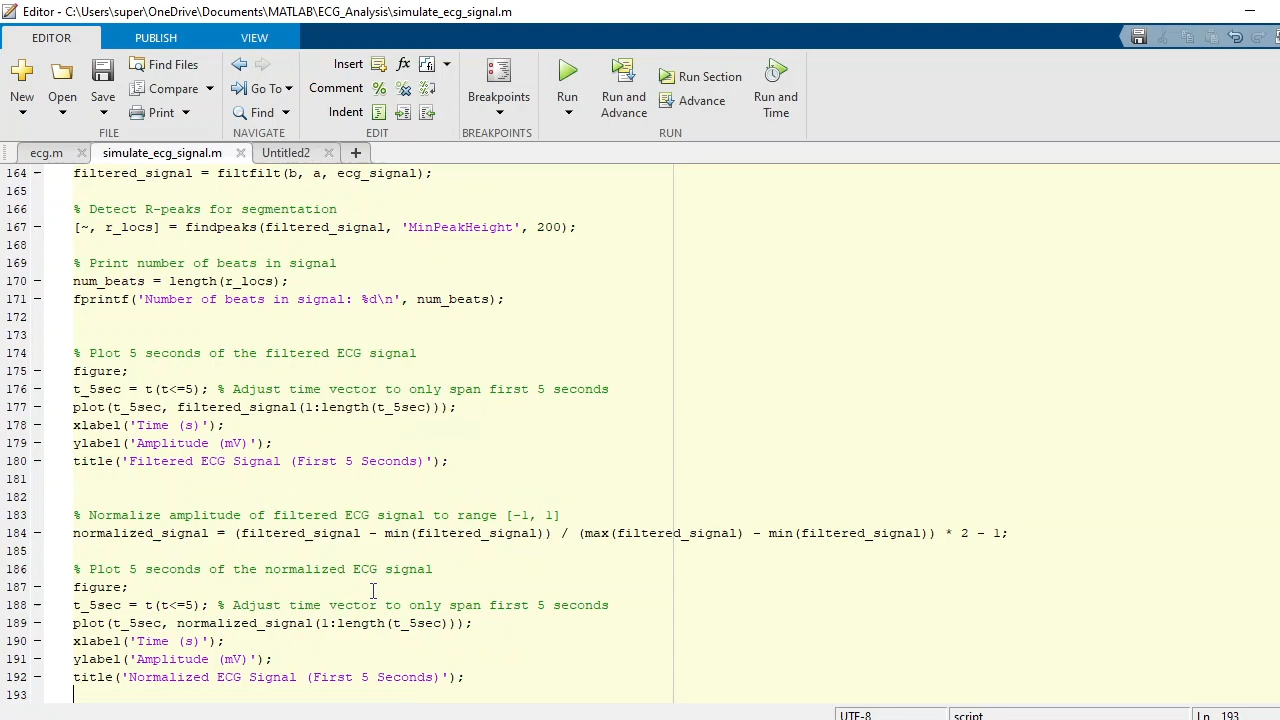 Editor - C:\Users\super\OneDrive\Documents\MATLAB\ECG_Analysis\simulate_ecg_signal.m
EDITOR PUBLISH VIEW
New Open Save Find Files Compare Print Go To Find Insert fx Comment Indent Breakpoints Run Run and Advance Run Section Advance Run and Time
FILE NAVIGATE EDIT BREAKPOINTS RUN
ecg.m simulate_ecg_signal.m Untitled2
164 filtered_signal = filtfilt(b, a, ecg_signal);
165
166 % Detect R-peaks for segmentation
167 [~, r_locs] = findpeaks(filtered_signal, 'MinPeakHeight', 200);
168
169 % Print number of beats in signal
170 num_beats = length(r_locs);
171 fprintf('Number of beats in signal: %d\n', num_beats);
172
173
174 % Plot 5 seconds of the filtered ECG signal
175 figure;
176 t_5sec = t(t<=5); % Adjust time vector to only span first 5 seconds
177 plot(t_5sec, filtered_signal(1:length(t_5sec)));
178 xlabel('Time (s)');
179 ylabel('Amplitude (mV)');
180 title('Filtered ECG Signal (First 5 Seconds)');
181
182
183 % Normalize amplitude of filtered ECG signal to range [-1, 1]
184 normalized_signal = (filtered_signal - min(filtered_signal)) / (max(filtered_signal) - min(filtered_signal)) * 2 - 1;
185
186 % Plot 5 seconds of the normalized ECG signal
187 figure;
188 t_5sec = t(t<=5); % Adjust time vector to only span first 5 seconds
189 plot(t_5sec, normalized_signal(1:length(t_5sec)));
190 xlabel('Time (s)');
191 ylabel('Amplitude (mV)');
192 title('Normalized ECG Signal (First 5 Seconds)');
193
UTF-8 script Ln 193